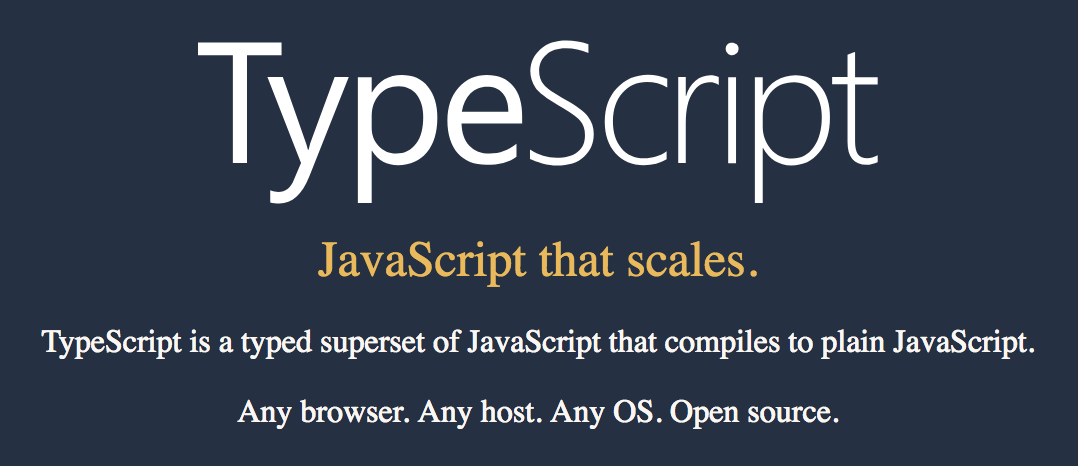 TypeScript
JavaScript that scales.
TypeScript is a typed superset of JavaScript that compiles to plain JavaScript.
Any browser. Any host. Any OS. Open source.